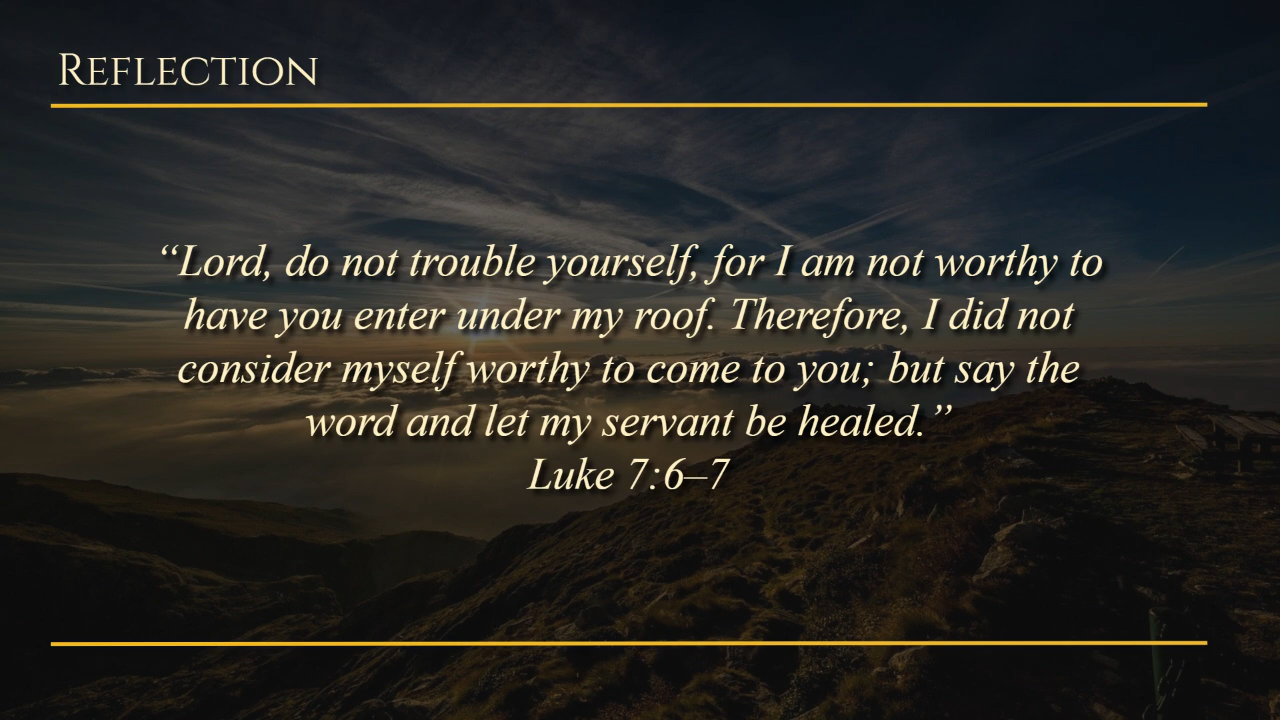 Reflection
“Lord, do not trouble yourself, for I am not worthy to
have you enter under my roof. Therefore, I did not
consider myself worthy to come to you; but say the
word and let my servant be healed.”
Luke 7:6–7